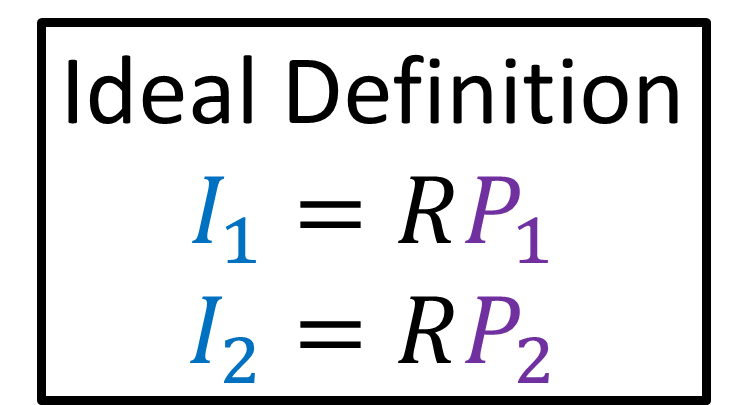 Ideal Definition
I₁ = RP₁
I₂ = RP₂